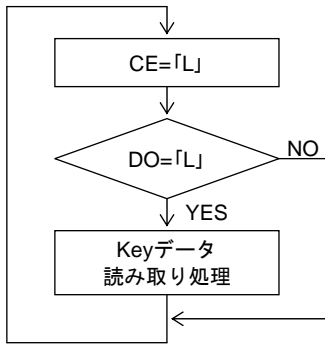 CE=｢L｣
DO=｢L｣
NO
YES
Keyデータ
読み取り処理